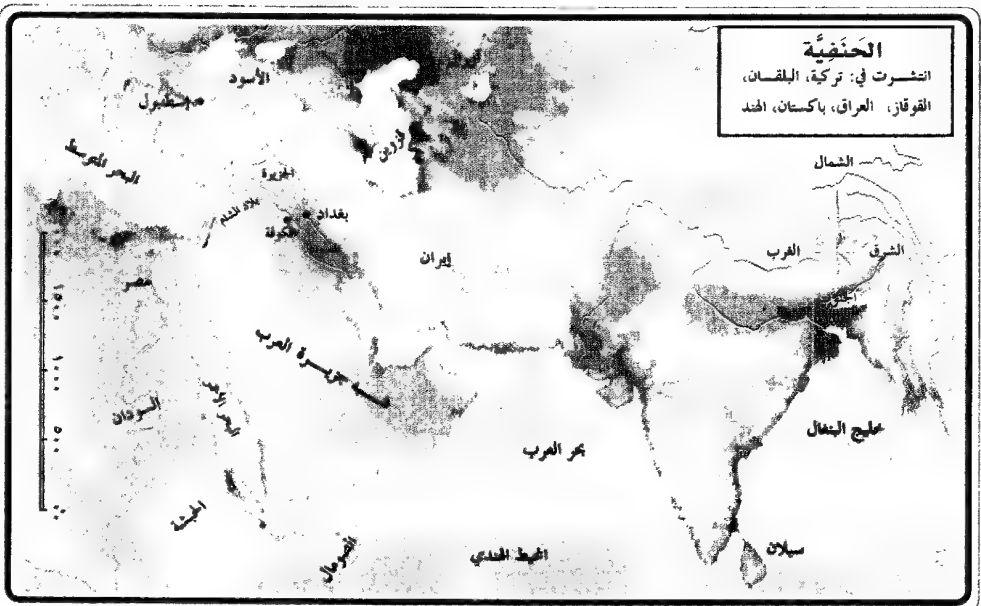 الحَنَفِيَّة
انتشرت في: تركية، البلقان،
القوقاز، العراق، باكستان، الهند
الأسود
إسطنبول
قزوين
البحر المتوسط
الجزيرة
بلاد الشام
بغداد
الكوفة
إيران
مصر
الشمال
الغرب
الشرق
الجنوب
شبه جزيرة العرب
البحر الأحمر
السودان
بحر العرب
خليج البنغال
الحبشة
الصومال
المحيط الهندي
سيلان